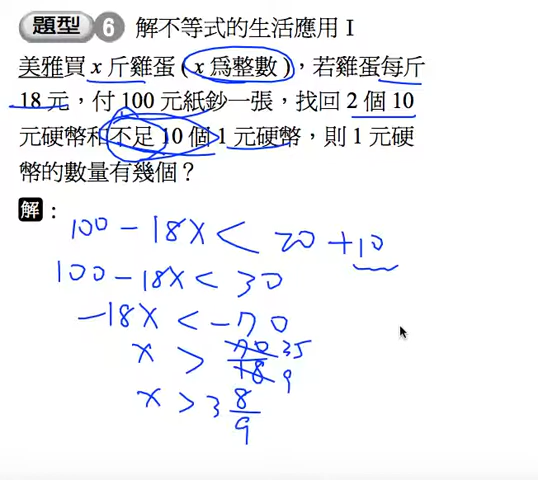 題型 6 解不等式的生活應用 I
美雅買 x 斤雞蛋 ( x 為整數 )，若雞蛋每斤
18 元，付 100 元紙鈔一張，找回 2 個 10
元硬幣和不足 10 個 1 元硬幣，則 1 元硬
幣的數量有幾個？
解：
100 - 18x < 20 + 10
100 - 18x < 30
-18x < -70
x > 70/18 35/9
x > 3 8/9